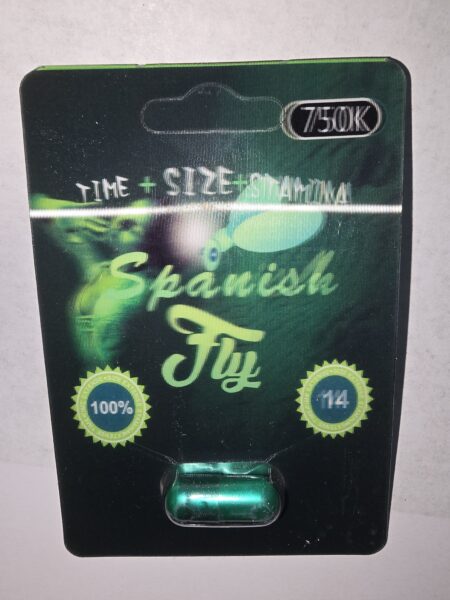 750K
TIME + SIZE + STAMINA
Spanish
Fly
100%
14